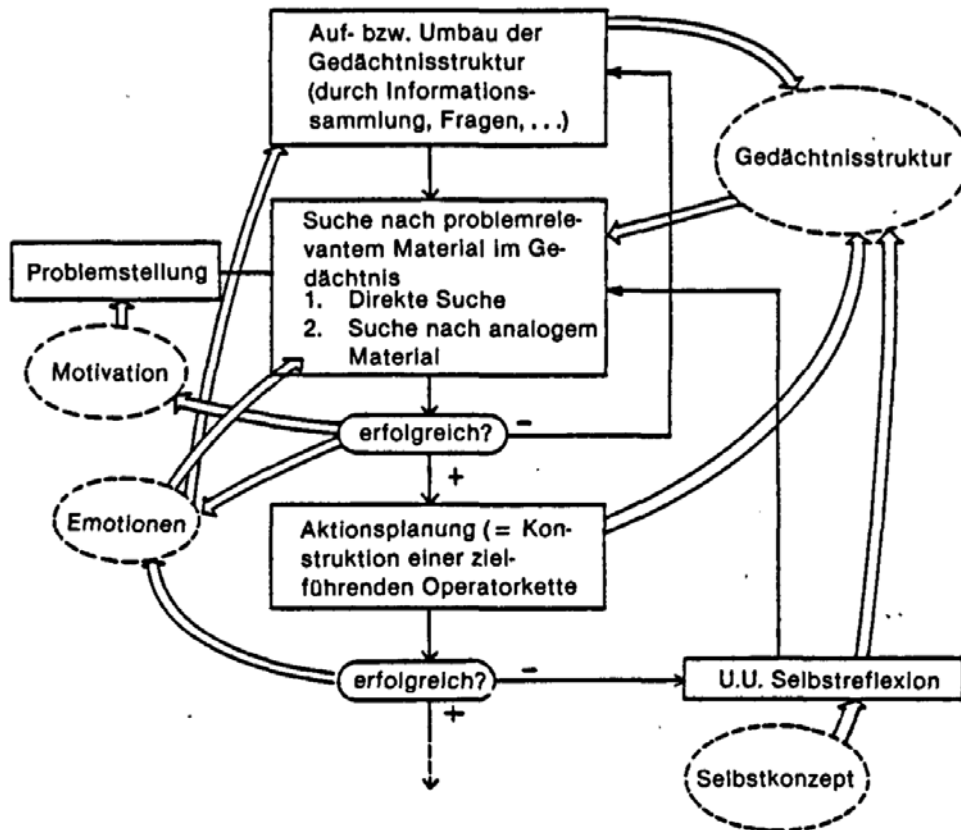 Auf- bzw. Umbau der
Gedächtnisstruktur
(durch Informations-
sammlung, Fragen, . . .)
Gedächtnisstruktur
Suche nach problemrele-
vantem Material im Ge-
dächtnis
1. Direkte Suche
2. Suche nach analogem
Material
Problemstellung
Motivation
erfolgreich?
−
+
Emotionen
Aktionsplanung (= Kon-
struktion einer ziel-
führenden Operatorkette
erfolgreich?
−
+
U.U. Selbstreflexion
Selbstkonzept